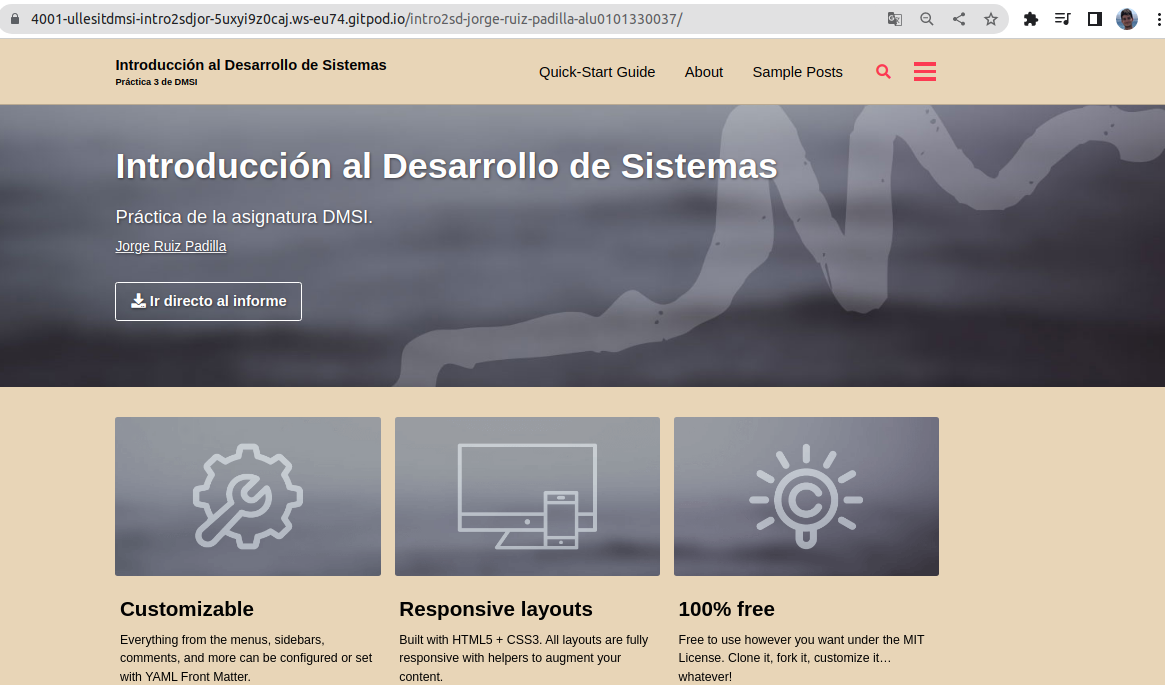 4001-ullesitdmsi-intro2sdjor-5uxyi9z0caj.ws-eu74.gitpod.io/intro2sd-jorge-ruiz-padilla-alu0101330037/
Introducción al Desarrollo de Sistemas
Práctica 3 de DMSI
Quick-Start Guide About Sample Posts
Introducción al Desarrollo de Sistemas
Práctica de la asignatura DMSI.
Jorge Ruiz Padilla
Ir directo al informe
Customizable
Everything from the menus, sidebars,
comments, and more can be configured or set
with YAML Front Matter.
Responsive layouts
Built with HTML5 + CSS3. All layouts are fully
responsive with helpers to augment your
content.
100% free
Free to use however you want under the MIT
License. Clone it, fork it, customize it…
whatever!